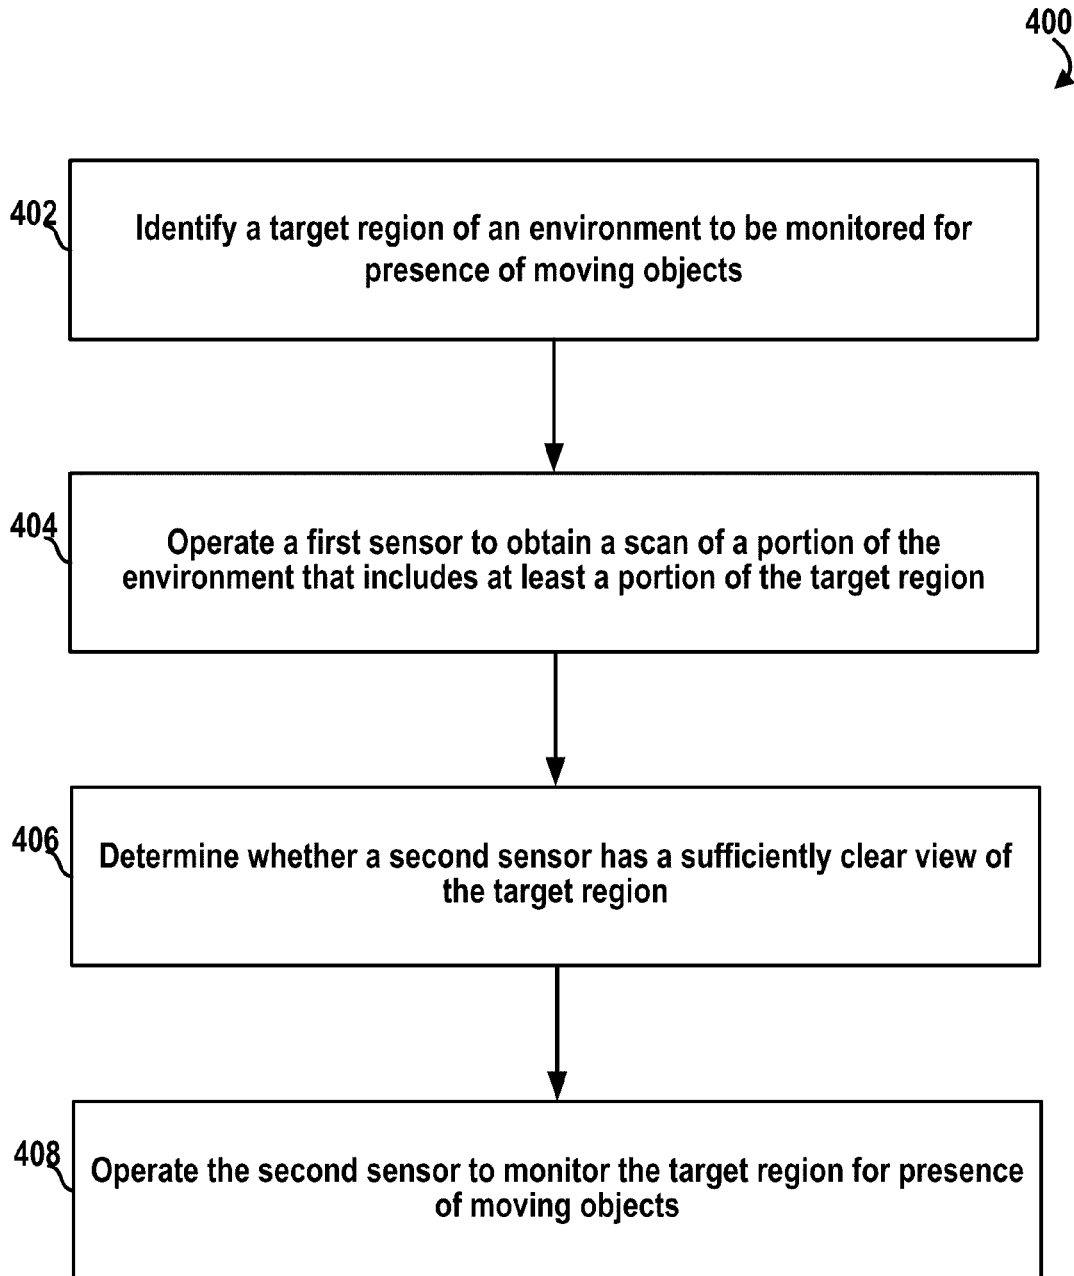 400
402
Identify a target region of an environment to be monitored for
presence of moving objects
404
Operate a first sensor to obtain a scan of a portion of the
environment that includes at least a portion of the target region
406
Determine whether a second sensor has a sufficiently clear view of
the target region
408
Operate the second sensor to monitor the target region for presence
of moving objects